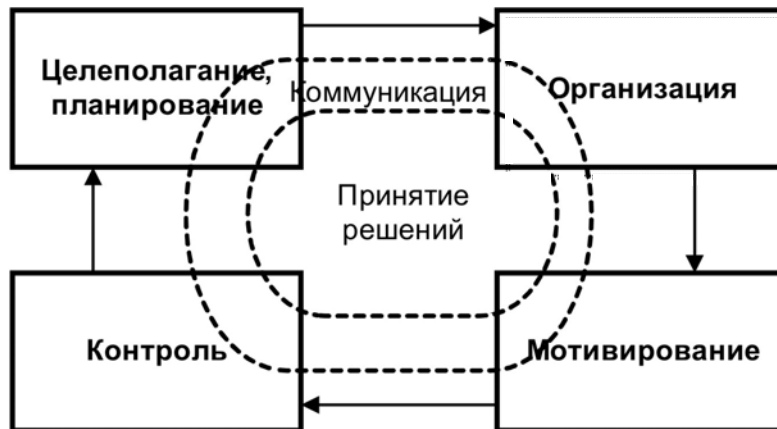 Целеполагание,
планирование
Коммуникация
Организация
Принятие
решений
Контроль
Мотивирование